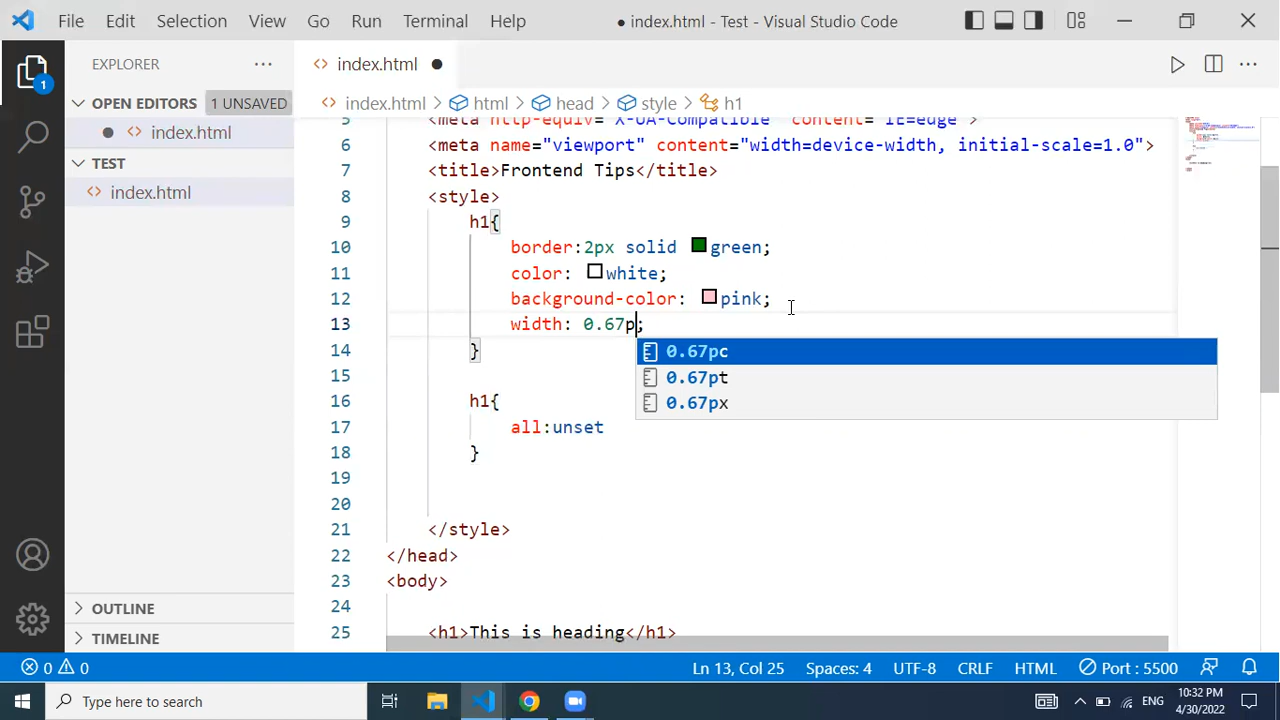 File Edit Selection View Go Run Terminal Help ● index.html - Test - Visual Studio Code
EXPLORER ···
index.html ●
OPEN EDITORS 1 UNSAVED
index.html > html > head > style > h1
● index.html
TEST
index.html
1
5 <meta http-equiv="X-UA-Compatible" content="IE=edge">
6 <meta name="viewport" content="width=device-width, initial-scale=1.0">
7 <title>Frontend Tips</title>
8 <style>
9 h1{
10 border:2px solid green;
11 color: white;
12 background-color: pink;
13 width: 0.67p;
0.67pc
0.67pt
0.67px
14 }
15
16 h1{
17 all:unset
18 }
19
20
21 </style>
22 </head>
23 <body>
24
25 <h1>This is heading</h1>
OUTLINE
TIMELINE
0 0 Ln 13, Col 25 Spaces: 4 UTF-8 CRLF HTML Port : 5500
Type here to search
ENG
10:32 PM
4/30/2022